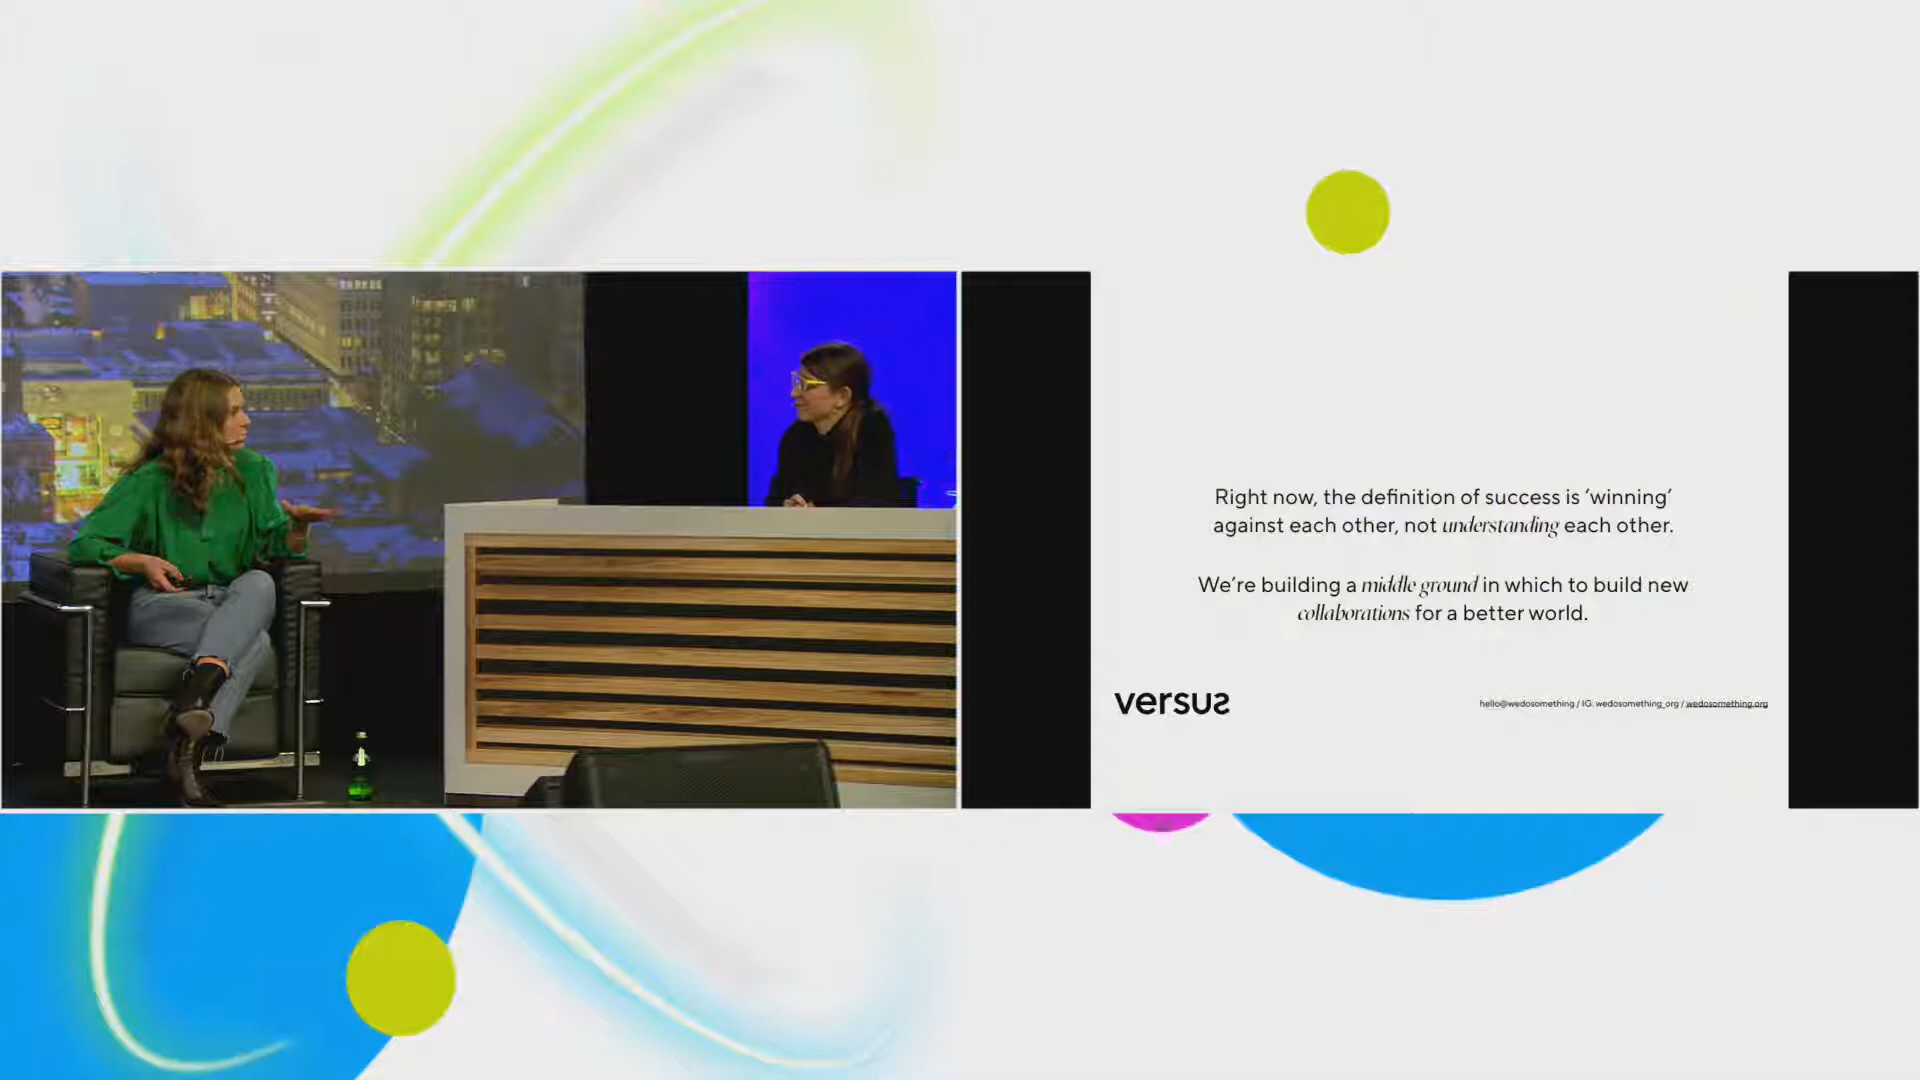 Right now, the definition of success is ‘winning’
against each other, not understanding each other.
We’re building a middle ground in which to build new
collaborations for a better world.
versus
hello@wedosomething / IG: wedosomething_org / wedosomething.org